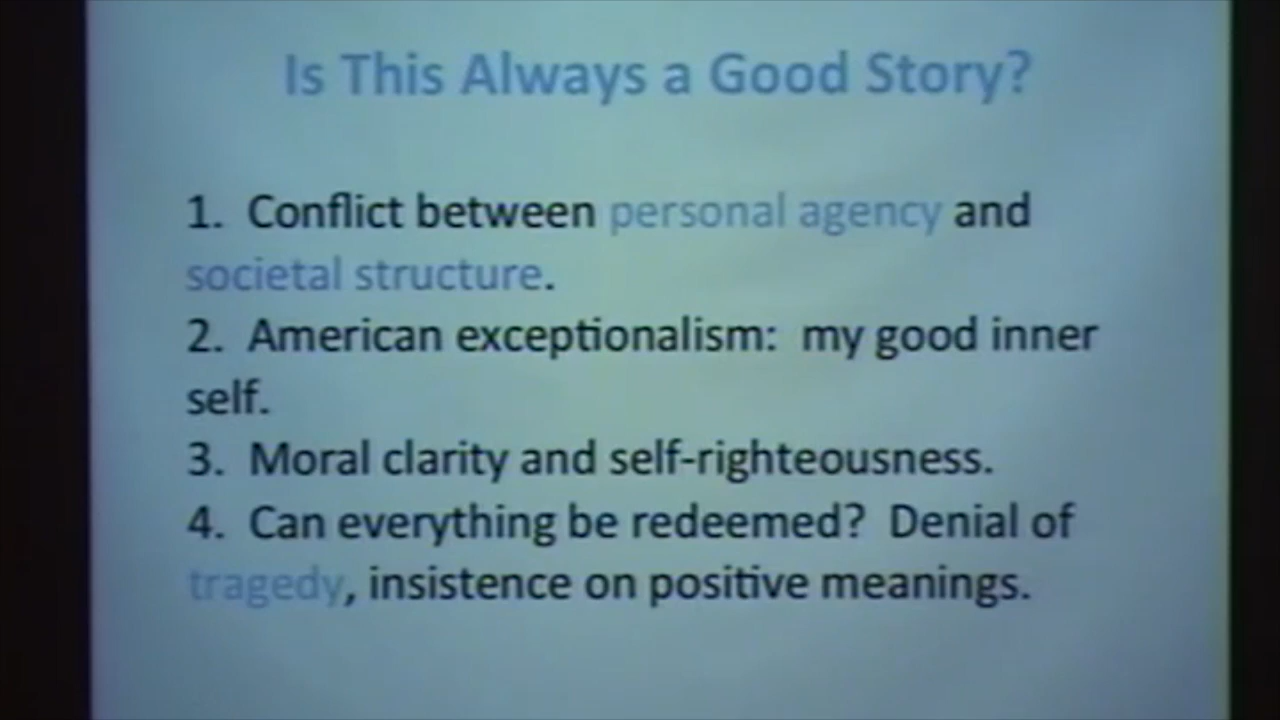 Is This Always a Good Story?
1. Conflict between personal agency and
societal structure.
2. American exceptionalism: my good inner
self.
3. Moral clarity and self-righteousness.
4. Can everything be redeemed? Denial of
tragedy, insistence on positive meanings.